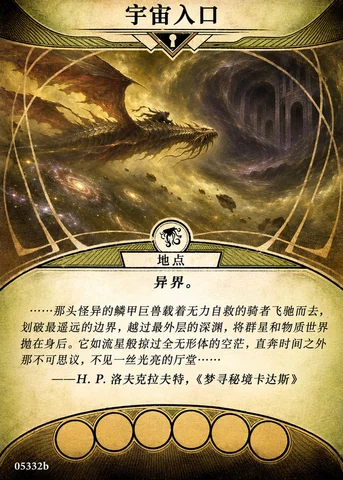 宇宙入口
地点
异界。
……那头怪异的鳞甲巨兽载着无力自救的骑者飞驰而去，
划破最遥远的边界，越过最外层的深渊，将群星和物质世界
抛在身后。它如流星般掠过全无形体的空茫，直奔时间之外
那不可思议、不见一丝光亮的厅堂……
——H. P. 洛夫克拉夫特，《梦寻秘境卡达斯》
05332b